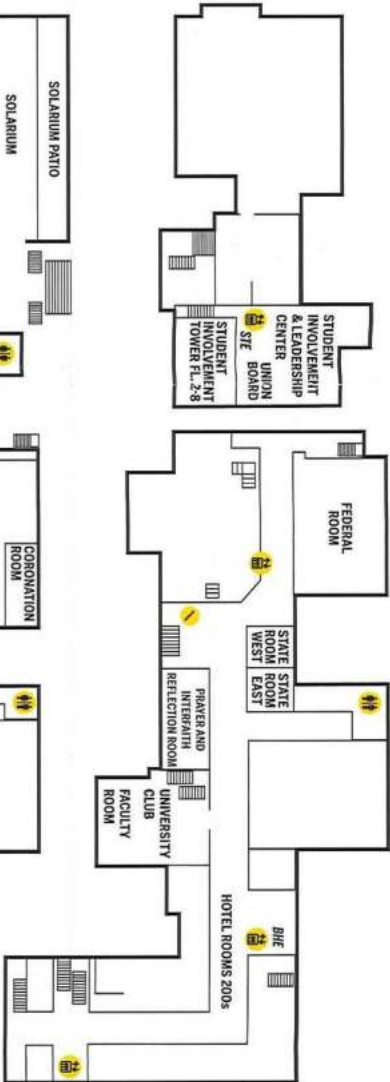 STUDENT
INVOLVEMENT
& LEADERSHIP
CENTER
UNION
BOARD
STE
STUDENT
INVOLVEMENT
TOWER FL. 2-8
FEDERAL
ROOM
STATE
ROOM
WEST
STATE
ROOM
EAST
PRAYER AND
INTERFAITH
REFLECTION ROOM
UNIVERSITY
CLUB
FACULTY
ROOM
BHE
HOTEL ROOMS 200s
SOLARIUM PATIO
SOLARIUM
CORONATION
ROOM